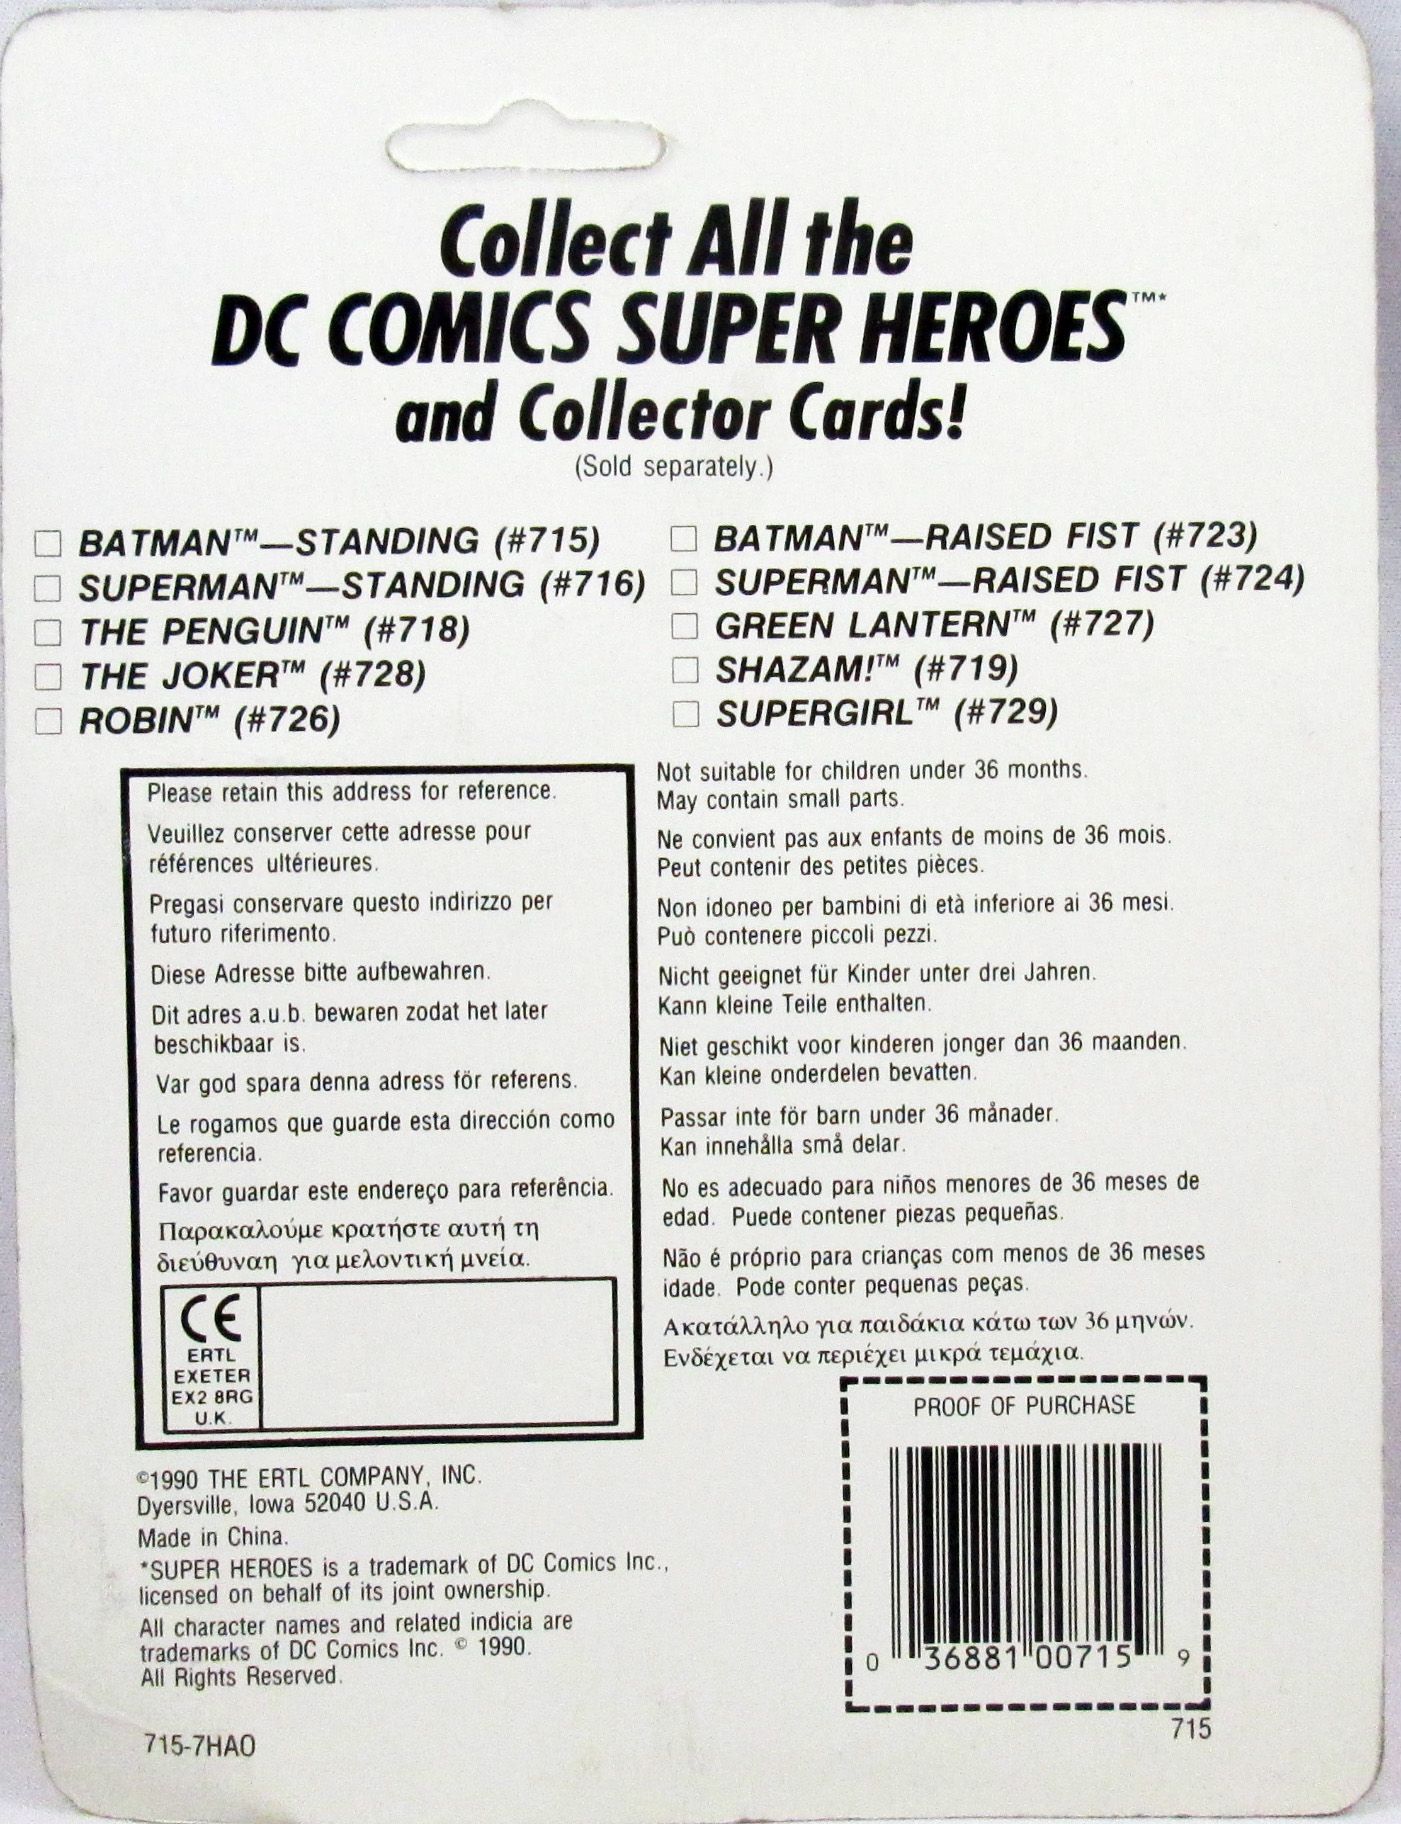 Collect All the
DC COMICS SUPER HEROES™*
and Collector Cards!
(Sold separately.)
BATMAN™—STANDING (#715)
SUPERMAN™—STANDING (#716)
THE PENGUIN™ (#718)
THE JOKER™ (#728)
ROBIN™ (#726)
BATMAN™—RAISED FIST (#723)
SUPERMAN™—RAISED FIST (#724)
GREEN LANTERN™ (#727)
SHAZAM!™ (#719)
SUPERGIRL™ (#729)
Please retain this address for reference.
Veuillez conserver cette adresse pour
références ultérieures.
Pregasi conservare questo indirizzo per
futuro riferimento.
Diese Adresse bitte aufbewahren.
Dit adres a.u.b. bewaren zodat het later
beschikbaar is.
Var god spara denna adress för referens.
Le rogamos que guarde esta dirección como
referencia.
Favor guardar este endereço para referência.
Παρακαλούμε κρατήστε αυτή τη
διεύθυναη για μελοντική μνεία.
CE
ERTL
EXETER
EX2 8RG
U.K.
Not suitable for children under 36 months.
May contain small parts.
Ne convient pas aux enfants de moins de 36 mois.
Peut contenir des petites pièces.
Non idoneo per bambini di età inferiore ai 36 mesi.
Può contenere piccoli pezzi.
Nicht geeignet für Kinder unter drei Jahren.
Kann kleine Teile enthalten.
Niet geschikt voor kinderen jonger dan 36 maanden.
Kan kleine onderdelen bevatten.
Passar inte för barn under 36 månader.
Kan innehålla små delar.
No es adecuado para niños menores de 36 meses de
edad. Puede contener piezas pequeñas.
Não é próprio para crianças com menos de 36 meses
idade. Pode conter pequenas peças.
Ακατάλληλο για παιδάκια κάτω των 36 μηνών.
Ενδέχεται να περιέχει μικρά τεμάχια.
©1990 THE ERTL COMPANY, INC.
Dyersville, Iowa 52040 U.S.A.
Made in China.
*SUPER HEROES is a trademark of DC Comics Inc.,
licensed on behalf of its joint ownership.
All character names and related indicia are
trademarks of DC Comics Inc. © 1990.
All Rights Reserved.
715-7HAO
PROOF OF PURCHASE
0 36881 00715 9
715